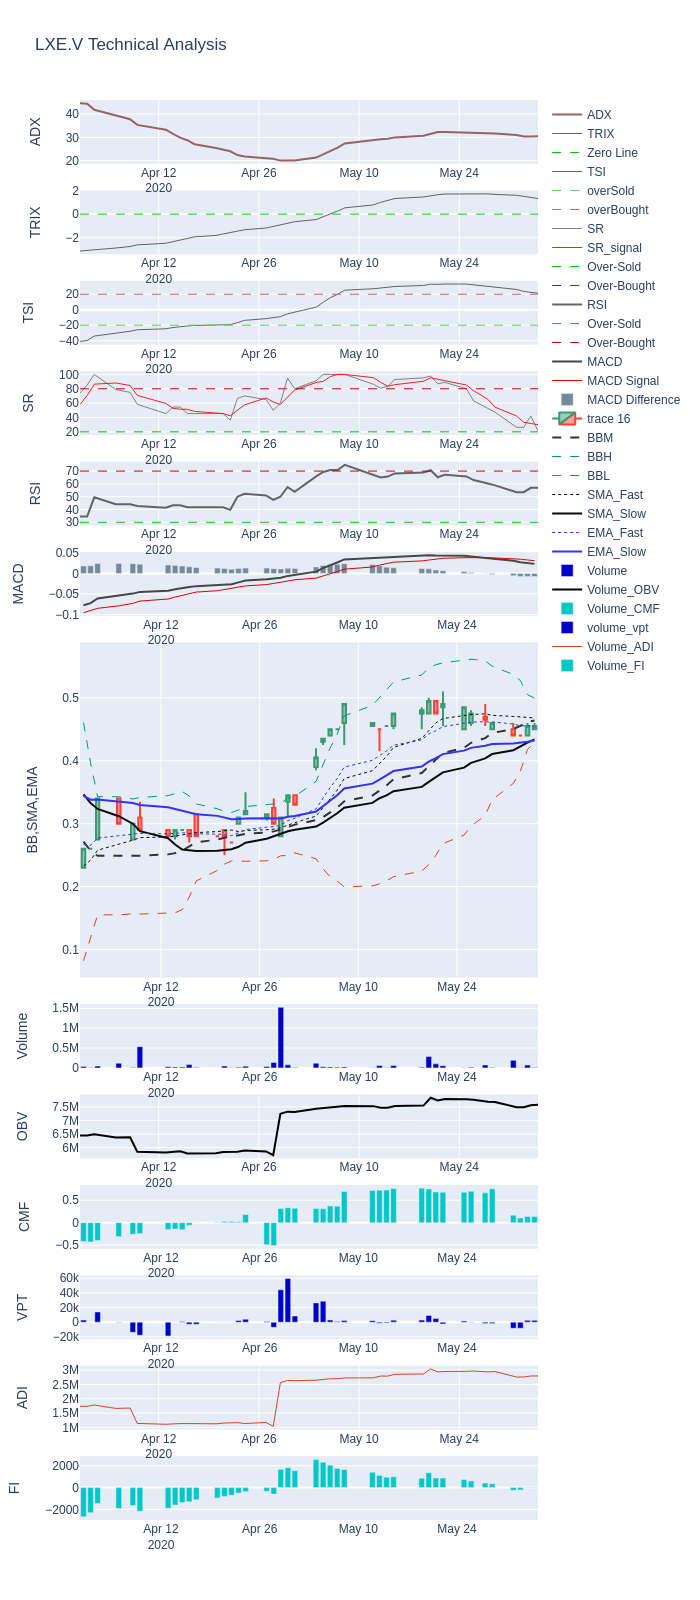 LXE.V Technical Analysis
ADX
40
30
20
Apr 12
2020
Apr 26
May 10
May 24
TRIX
2
0
−2
Apr 12
2020
Apr 26
May 10
May 24
TSI
20
0
−20
−40
Apr 12
2020
Apr 26
May 10
May 24
SR
100
80
60
40
20
Apr 12
2020
Apr 26
May 10
May 24
RSI
70
60
50
40
30
Apr 12
2020
Apr 26
May 10
May 24
MACD
0.05
0
−0.05
−0.1
Apr 12
2020
Apr 26
May 10
May 24
BB,SMA,EMA
0.5
0.4
0.3
0.2
0.1
Apr 12
2020
Apr 26
May 10
May 24
Volume
1.5M
1M
0.5M
0
Apr 12
2020
Apr 26
May 10
May 24
OBV
7.5M
7M
6.5M
6M
Apr 12
2020
Apr 26
May 10
May 24
CMF
0.5
0
−0.5
Apr 12
2020
Apr 26
May 10
May 24
VPT
60k
40k
20k
0
−20k
Apr 12
2020
Apr 26
May 10
May 24
ADI
3M
2.5M
2M
1.5M
1M
Apr 12
2020
Apr 26
May 10
May 24
FI
2000
0
−2000
Apr 12
2020
Apr 26
May 10
May 24
ADX
TRIX
Zero Line
TSI
overSold
overBought
SR
SR_signal
Over-Sold
Over-Bought
RSI
Over-Sold
Over-Bought
MACD
MACD Signal
MACD Difference
trace 16
BBM
BBH
BBL
SMA_Fast
SMA_Slow
EMA_Fast
EMA_Slow
Volume
Volume_OBV
Volume_CMF
volume_vpt
Volume_ADI
Volume_FI